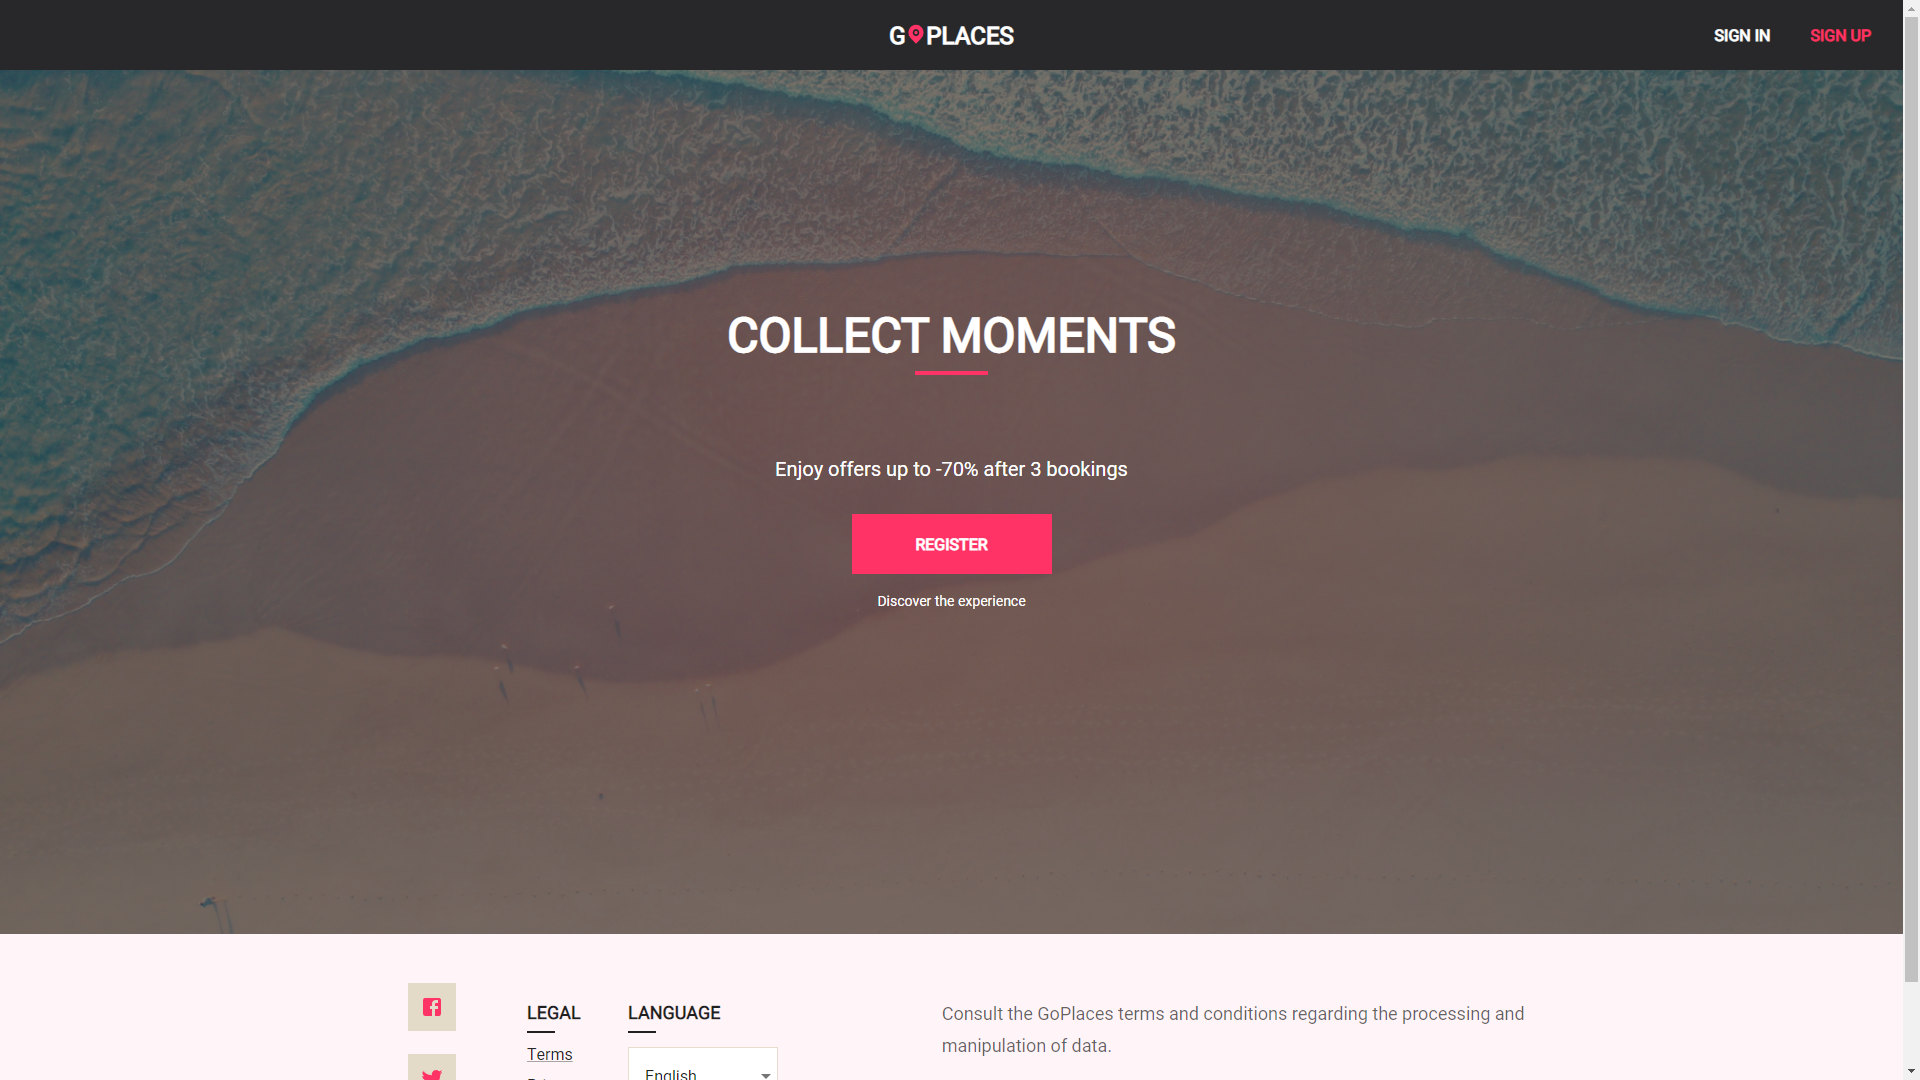 GOPLACES
SIGN IN
SIGN UP
COLLECT MOMENTS
Enjoy offers up to -70% after 3 bookings
REGISTER
Discover the experience
LEGAL
Terms
LANGUAGE
English
Consult the GoPlaces terms and conditions regarding the processing and
manipulation of data.